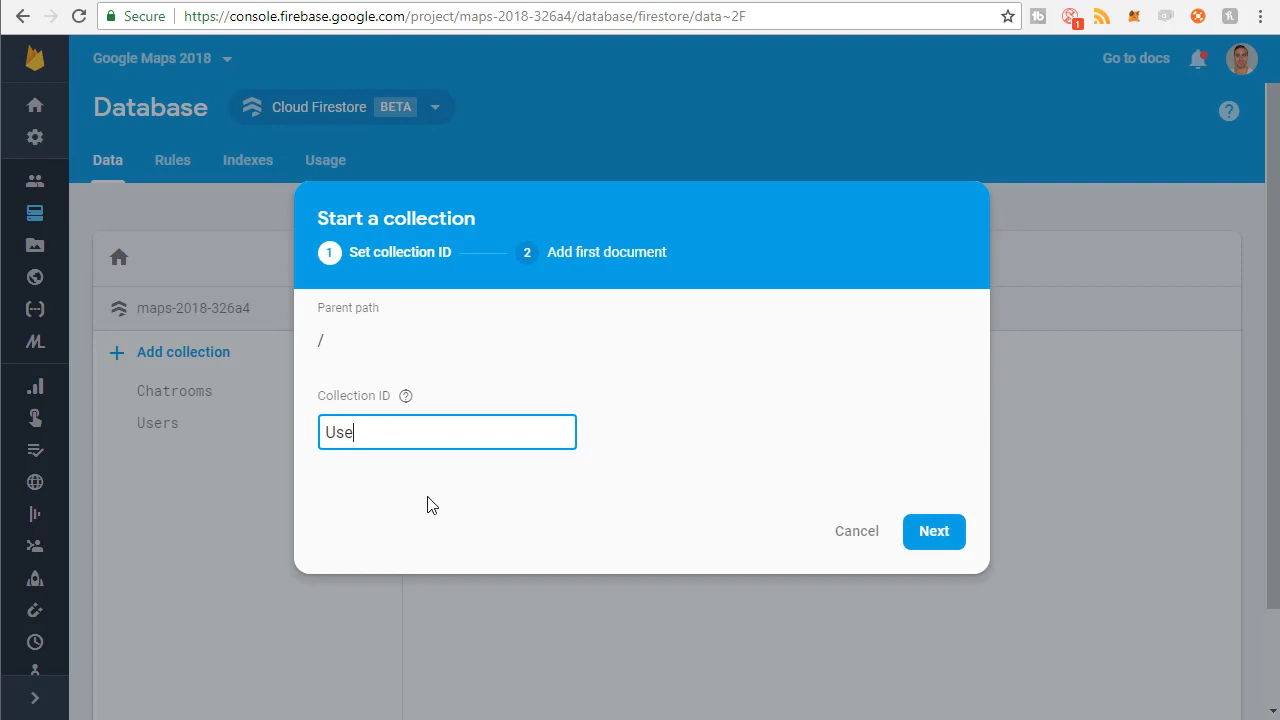 Secure
https://console.firebase.google.com/project/maps-2018-326a4/database/firestore/data~2F
1
Google Maps 2018
Go to docs
Database
Cloud Firestore
BETA
Data
Rules
Indexes
Usage
Start a collection
1 Set collection ID
2 Add first document
Parent path
/
maps-2018-326a4
Add collection
Chatrooms
Users
Collection ID
Use
Cancel
Next